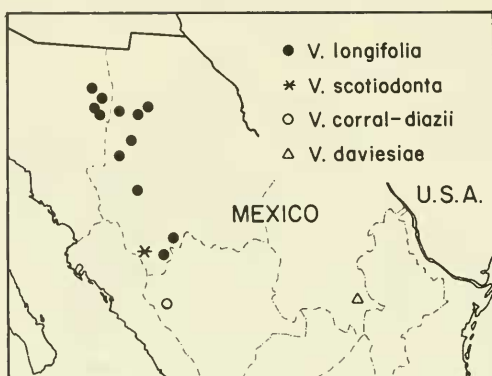 ● V. longifolia
✳ V. scotiodonta
○ V. corral-diazii
△ V. daviesiae
MEXICO
U.S.A.